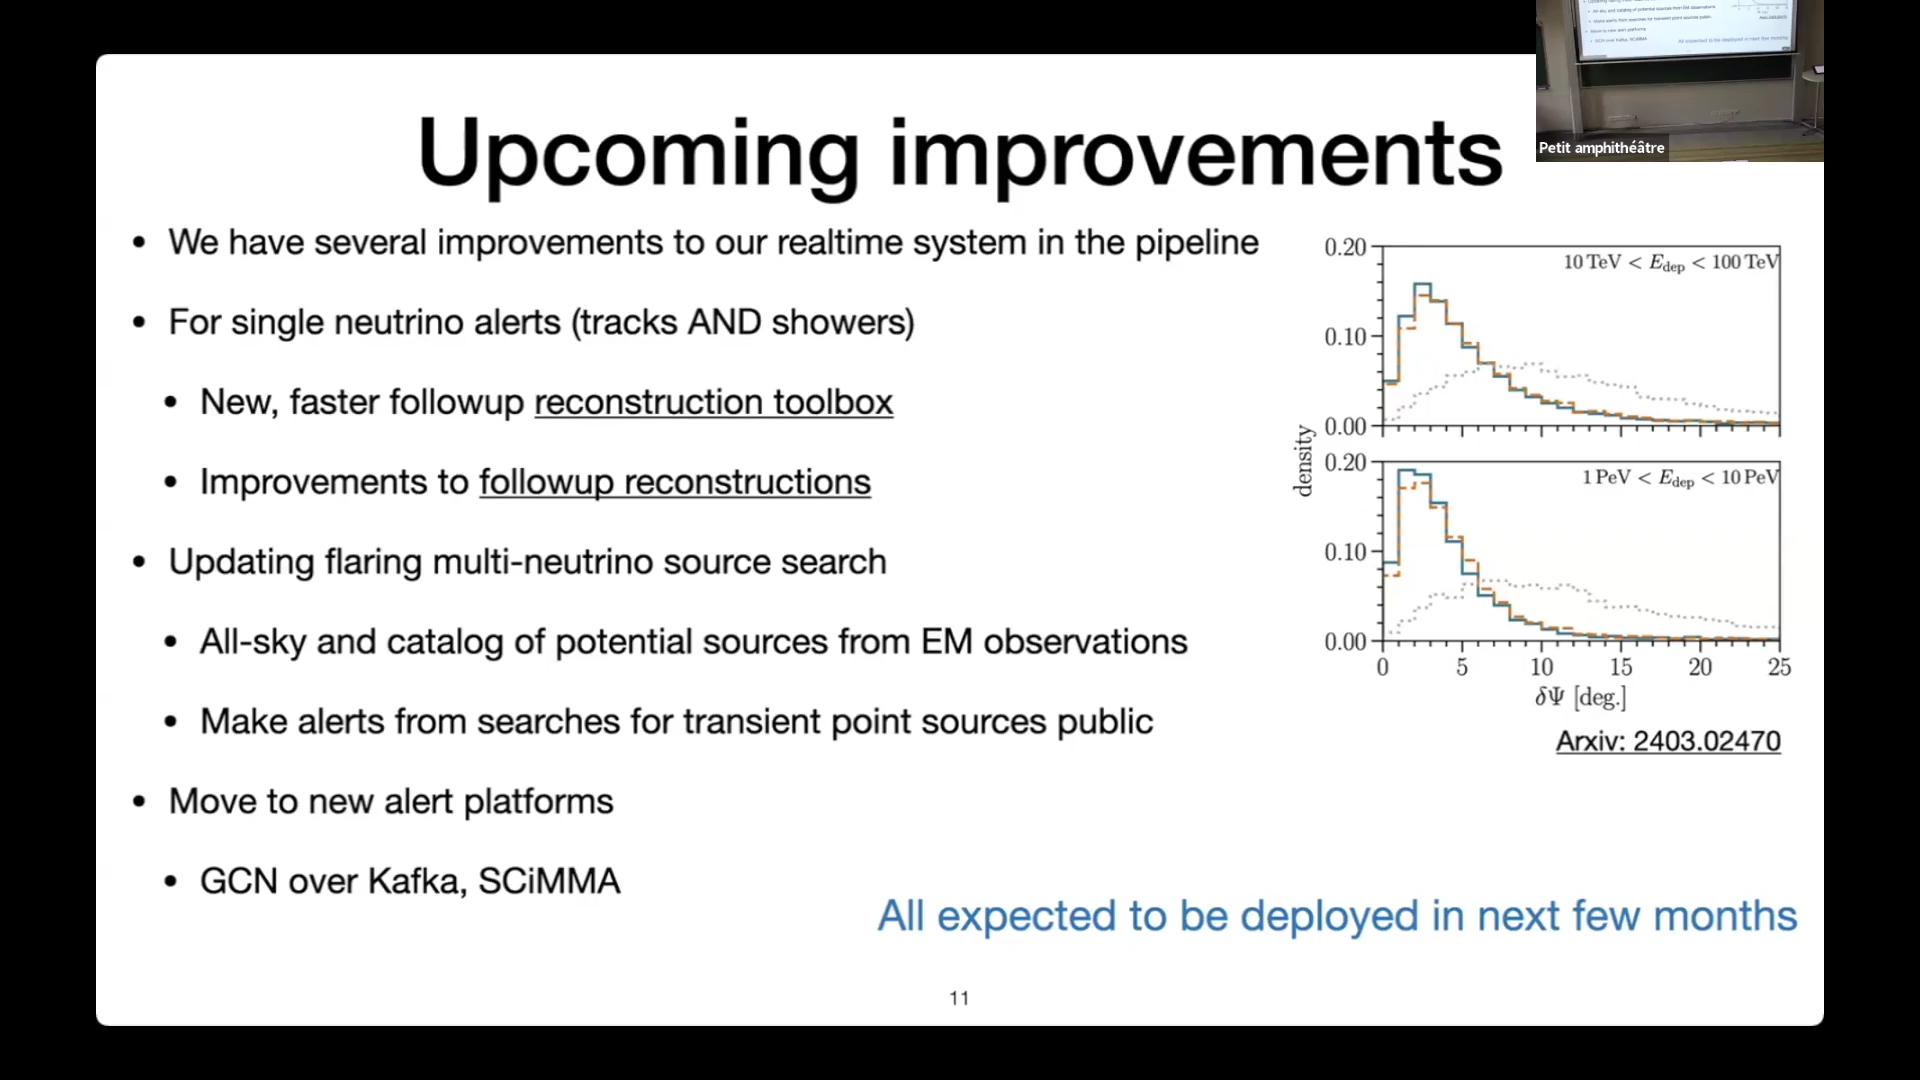 Upcoming improvements
Petit amphithéâtre
• We have several improvements to our realtime system in the pipeline
• For single neutrino alerts (tracks AND showers)
• New, faster followup reconstruction toolbox
• Improvements to followup reconstructions
• Updating flaring multi-neutrino source search
• All-sky and catalog of potential sources from EM observations
• Make alerts from searches for transient point sources public
• Move to new alert platforms
• GCN over Kafka, SCiMMA
0.20
10 TeV < Edep < 100 TeV
0.10
0.00
density
0.20
1 PeV < Edep < 10 PeV
0.10
0.00
0 5 10 15 20 25
δΨ [deg.]
Arxiv: 2403.02470
All expected to be deployed in next few months
11